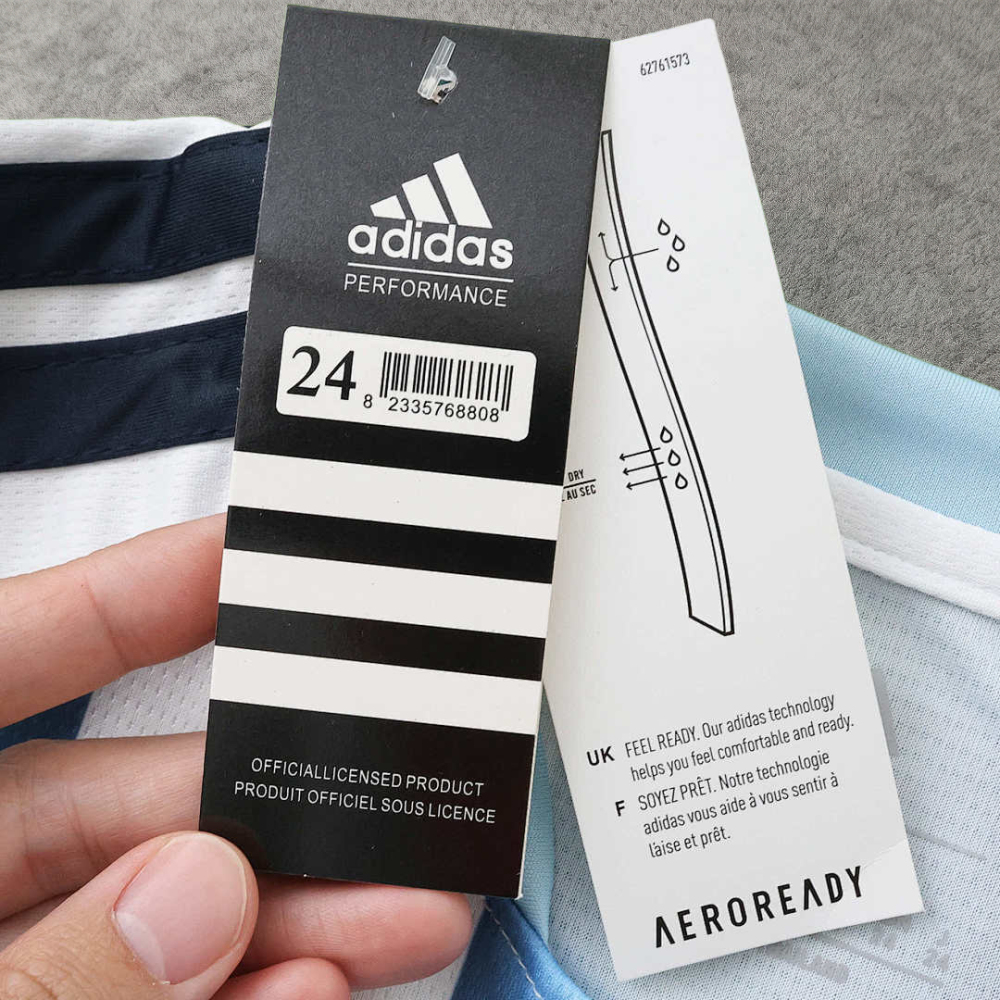 adidas
PERFORMANCE
24
8 2335768808
OFFICIALLICENSED PRODUCT
PRODUIT OFFICIEL SOUS LICENCE
62761573
DRY
AU SEC
UK FEEL READY. Our adidas technology
helps you feel comfortable and ready.
F SOYEZ PRÊT. Notre technologie
adidas vous aide à vous sentir à
l'aise et prêt.
AEROREADY
24